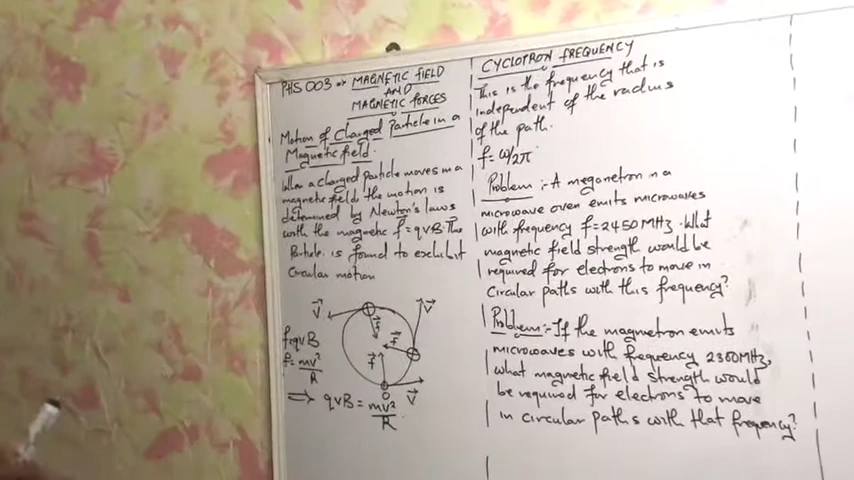 PHS 003 => MAGNETIC FIELD
AND
MAGNETIC FORCES
Motion of Charged Particle in a
Magnetic field.
When a charged Particle moves in a
magnetic field, the motion is
determined by Newton's laws
with the magnetic f=qvB. The
Particle is found to exhibit
Circular motion
V
f
V
f
f
V
f=qvB
f=mv²/R
⟹ qvB = mv²/R
CYCLOTRON FREQUENCY
This is the frequency that is
independent of the radius
of the path.
f=ω/2π
Problem:- A megonetron in a
microwave oven emits microwaves
with frequency f=2450MHz. What
magnetic field strength would be
required for electrons to move in
Circular paths with this frequency?
Problem:- If the magnetron emits
microwaves with frequency 2300MHz,
what magnetic field strength would
be required for electrons to move
in circular paths with that frequency?